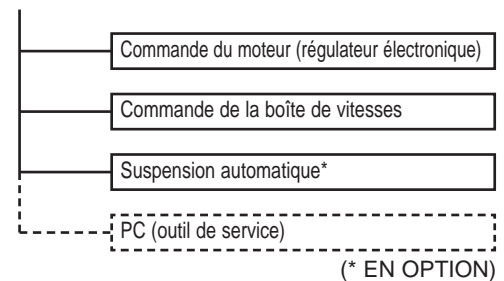 Commande du moteur (régulateur électronique)
Commande de la boîte de vitesses
Suspension automatique*
PC (outil de service)
(* EN OPTION)